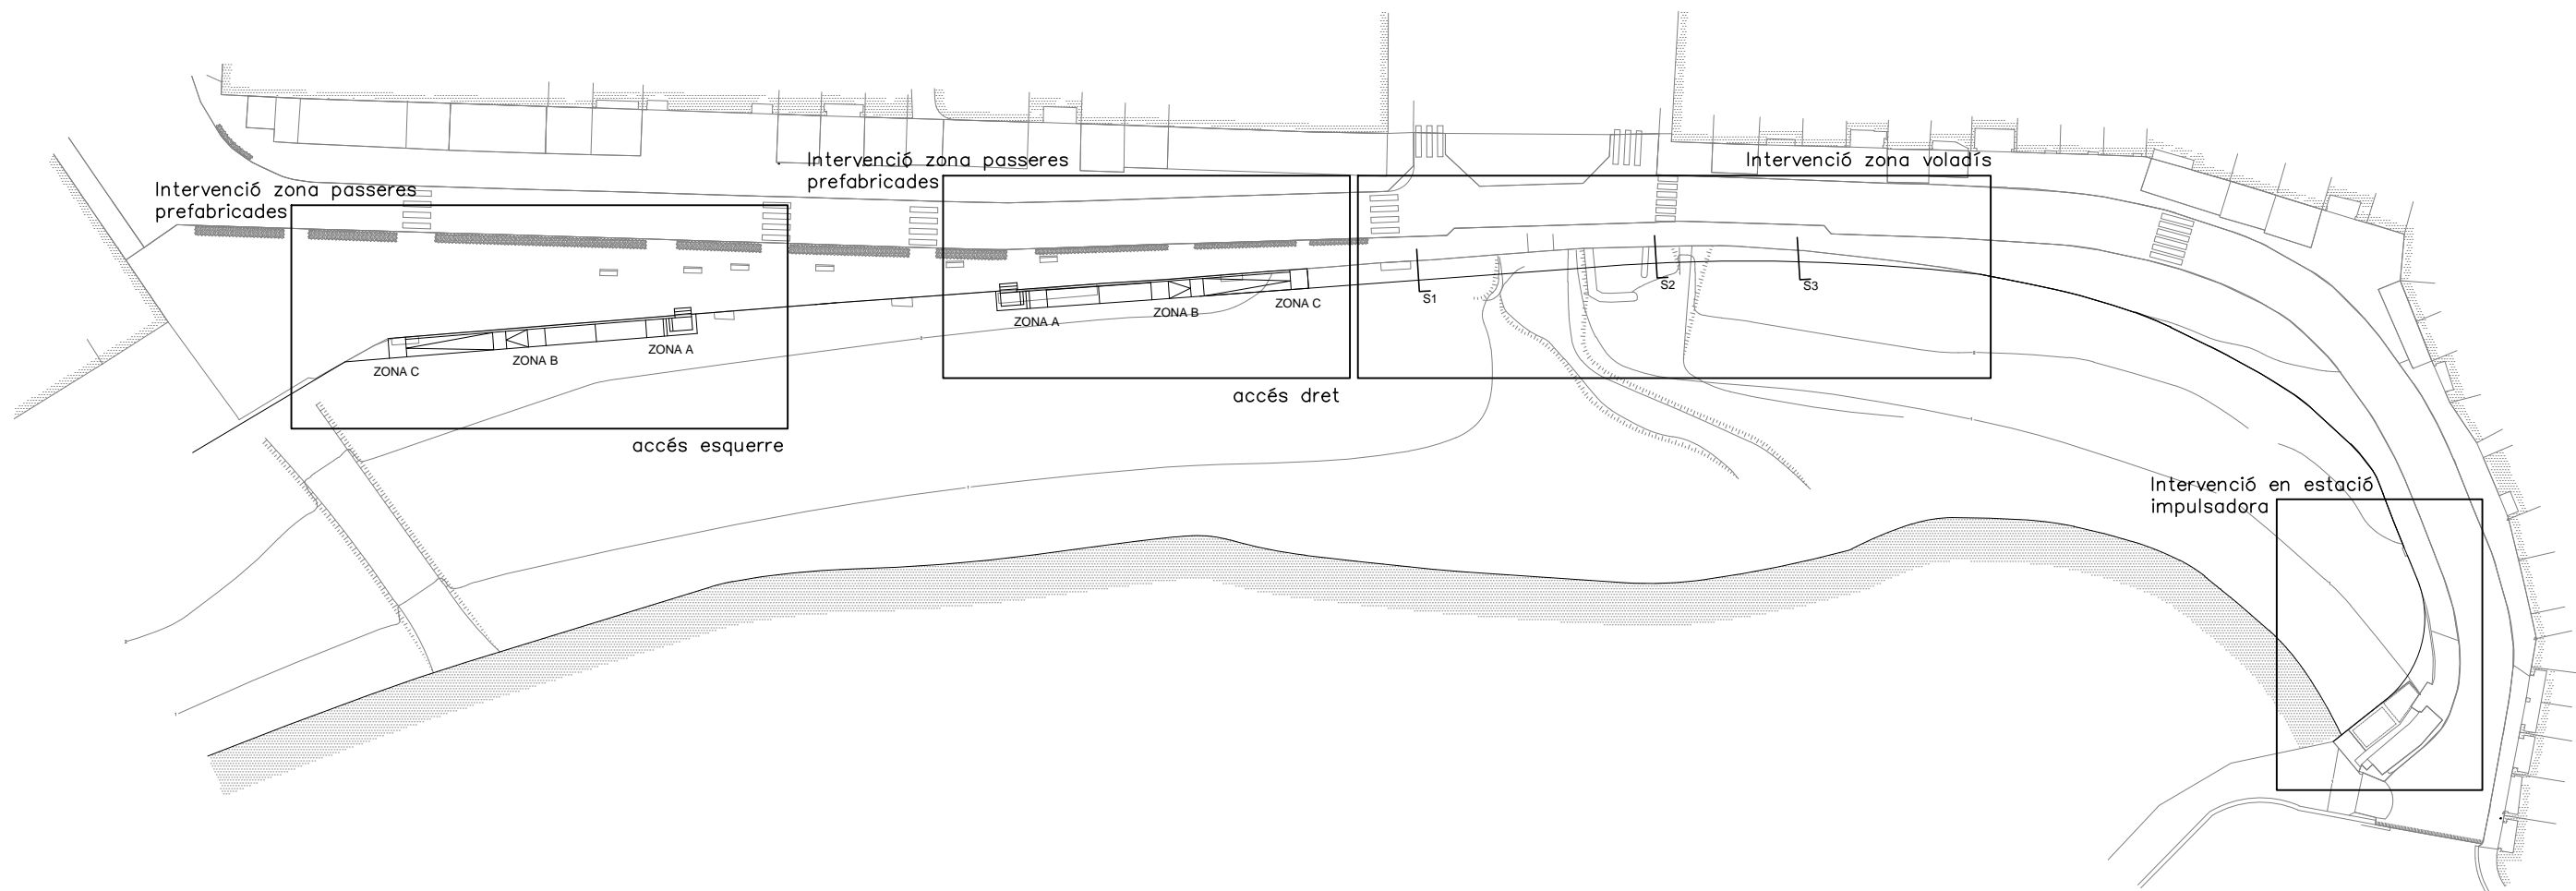 Intervenció zona passeres
prefabricades
ZONA C
ZONA B
ZONA A
accés esquerre
Intervenció zona passeres
prefabricades
ZONA A
ZONA B
ZONA C
accés dret
Intervenció zona voladís
S1
S2
S3
Intervenció en estació
impulsadora